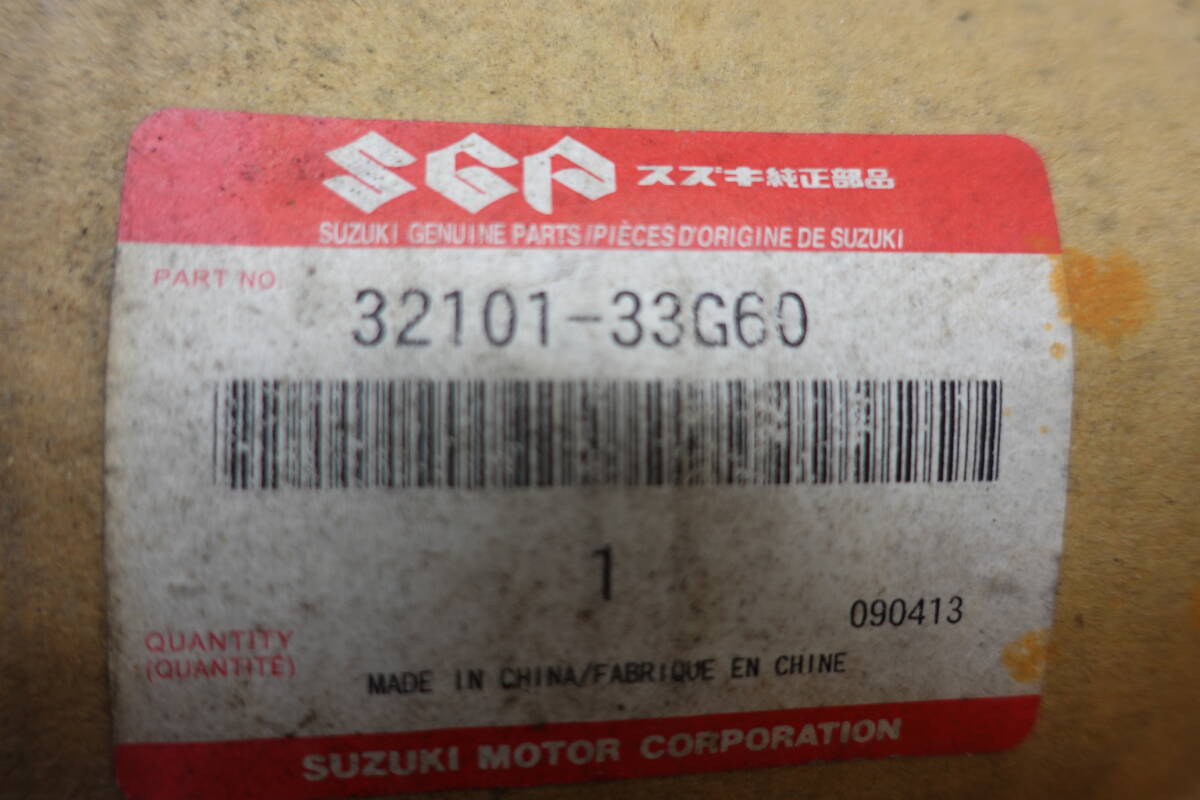 SGP スズキ純正部品
SUZUKI GENUINE PARTS/PIÈCES D'ORIGINE DE SUZUKI
PART NO.
32101-33G60
1
090413
QUANTITY
(QUANTITÉ)
MADE IN CHINA/FABRIQUE EN CHINE
SUZUKI MOTOR CORPORATION